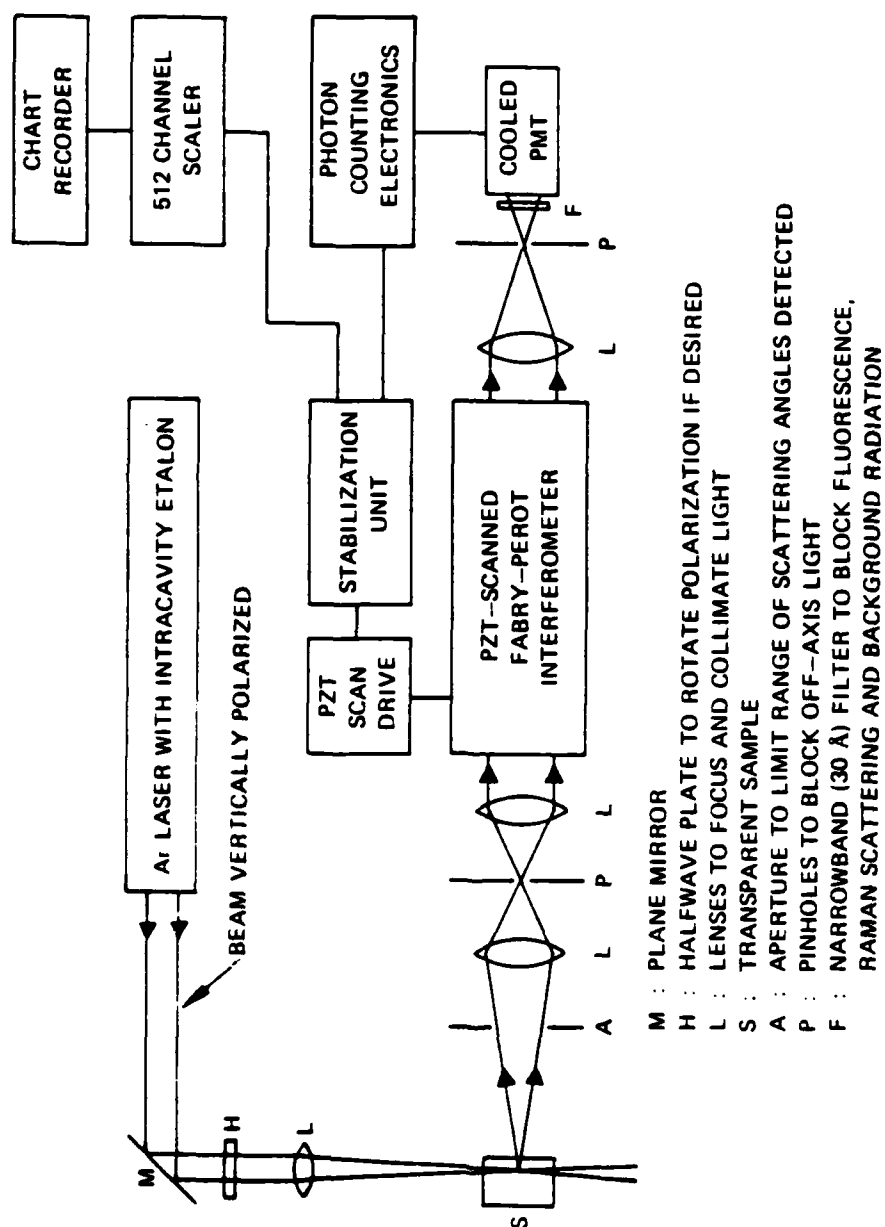 CHART
RECORDER
512 CHANNEL
SCALER
PHOTON
COUNTING
ELECTRONICS
COOLED
PMT
Ar LASER WITH INTRACAVITY ETALON
BEAM VERTICALLY POLARIZED
STABILIZATION
UNIT
PZT
SCAN
DRIVE
PZT-SCANNED
FABRY-PEROT
INTERFEROMETER
M
H
L
S
A
L
P
L
L
P
F
M : PLANE MIRROR
H : HALFWAVE PLATE TO ROTATE POLARIZATION IF DESIRED
L : LENSES TO FOCUS AND COLLIMATE LIGHT
S : TRANSPARENT SAMPLE
A : APERTURE TO LIMIT RANGE OF SCATTERING ANGLES DETECTED
P : PINHOLES TO BLOCK OFF-AXIS LIGHT
F : NARROWBAND (30 Å) FILTER TO BLOCK FLUORESCENCE,
RAMAN SCATTERING AND BACKGROUND RADIATION